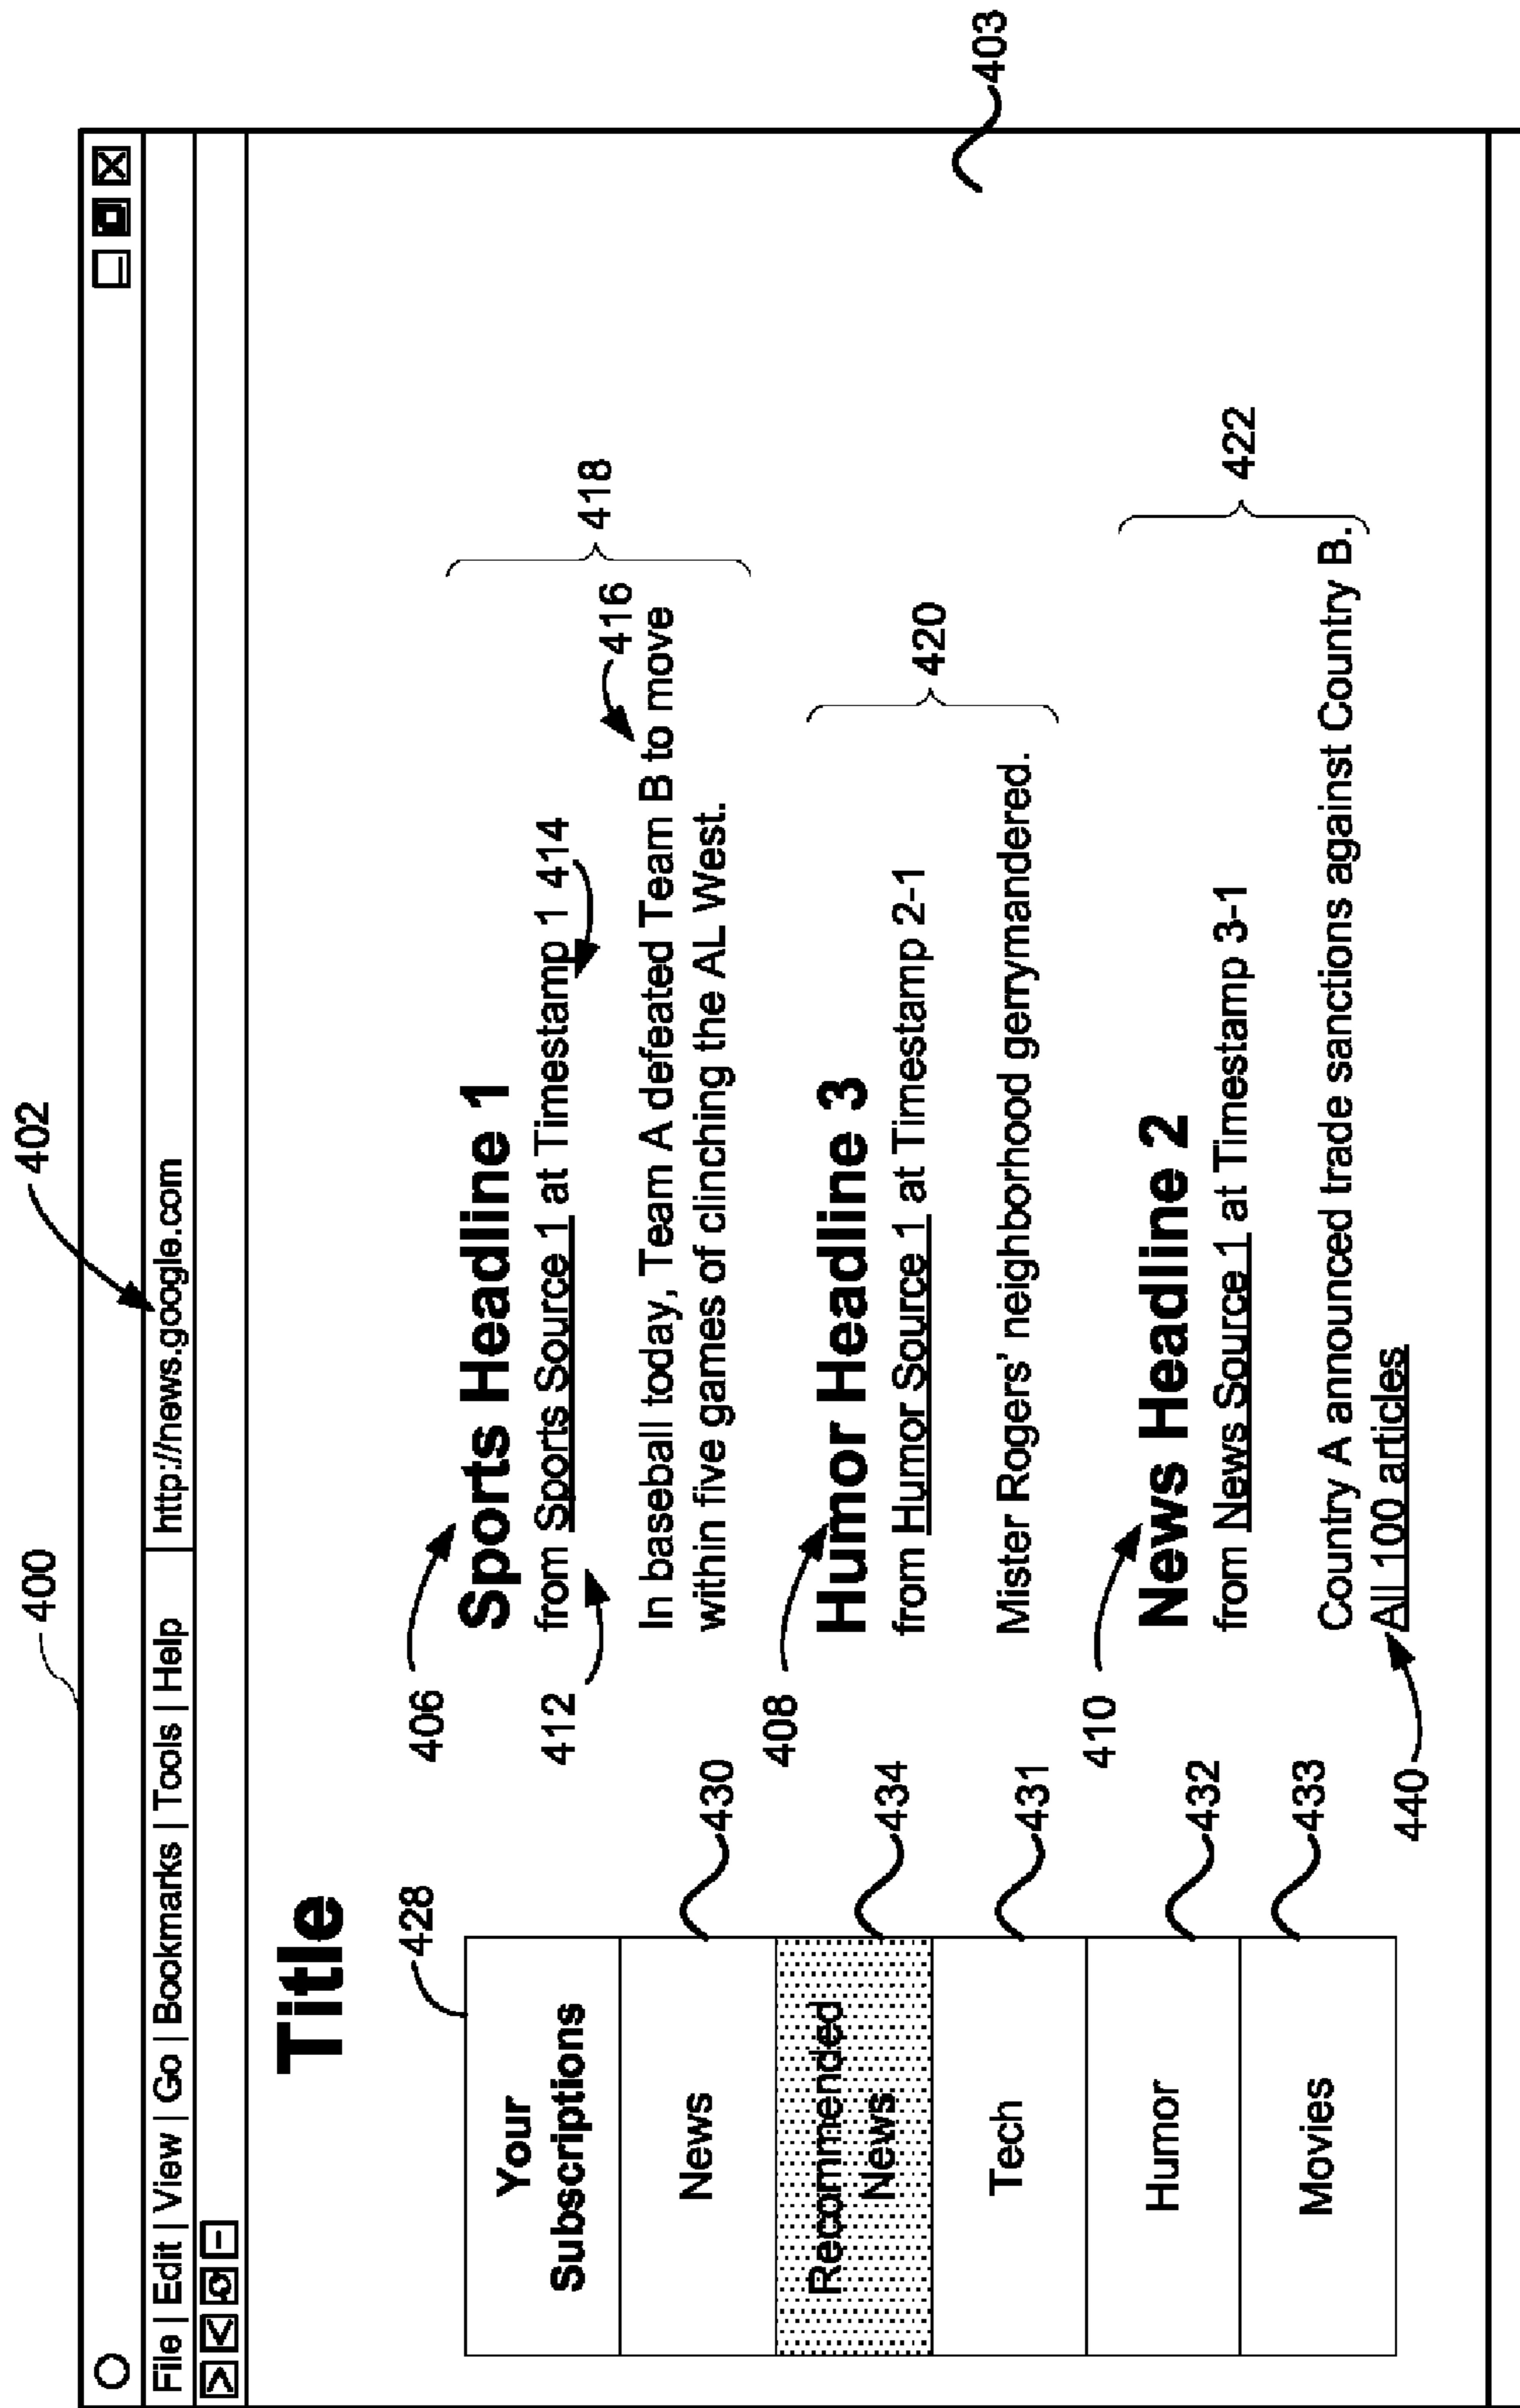 400
402
File | Edit | View | Go | Bookmarks | Tools | Help
http://news.google.com
403
Title
428
Your
Subscriptions
News
430
Recommended
News
434
Tech
431
Humor
432
Movies
433
406
Sports Headline 1
from Sports Source 1 at Timestamp 1
414
412
416
418
In baseball today, Team A defeated Team B to move
within five games of clinching the AL West.
408
Humor Headline 3
from Humor Source 1 at Timestamp 2-1
420
Mister Rogers' neighborhood gerrymandered.
410
News Headline 2
from News Source 1 at Timestamp 3-1
422
Country A announced trade sanctions against Country B.
All 100 articles
440